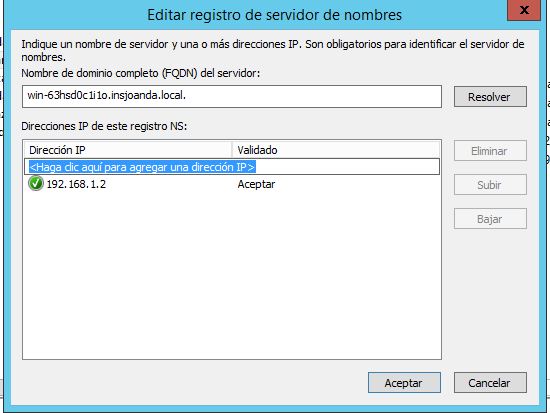 Editar registro de servidor de nombres
x
Indique un nombre de servidor y una o más direcciones IP. Son obligatorios para identificar el servidor de
nombres.
Nombre de dominio completo (FQDN) del servidor:
win-63hsd0c1i1o.insjoanda.local.
Resolver
Direcciones IP de este registro NS:
Dirección IP Validado
Eliminar
<Haga clic aquí para agregar una dirección IP>
192.168.1.2 Aceptar
Subir
Bajar
Aceptar Cancelar